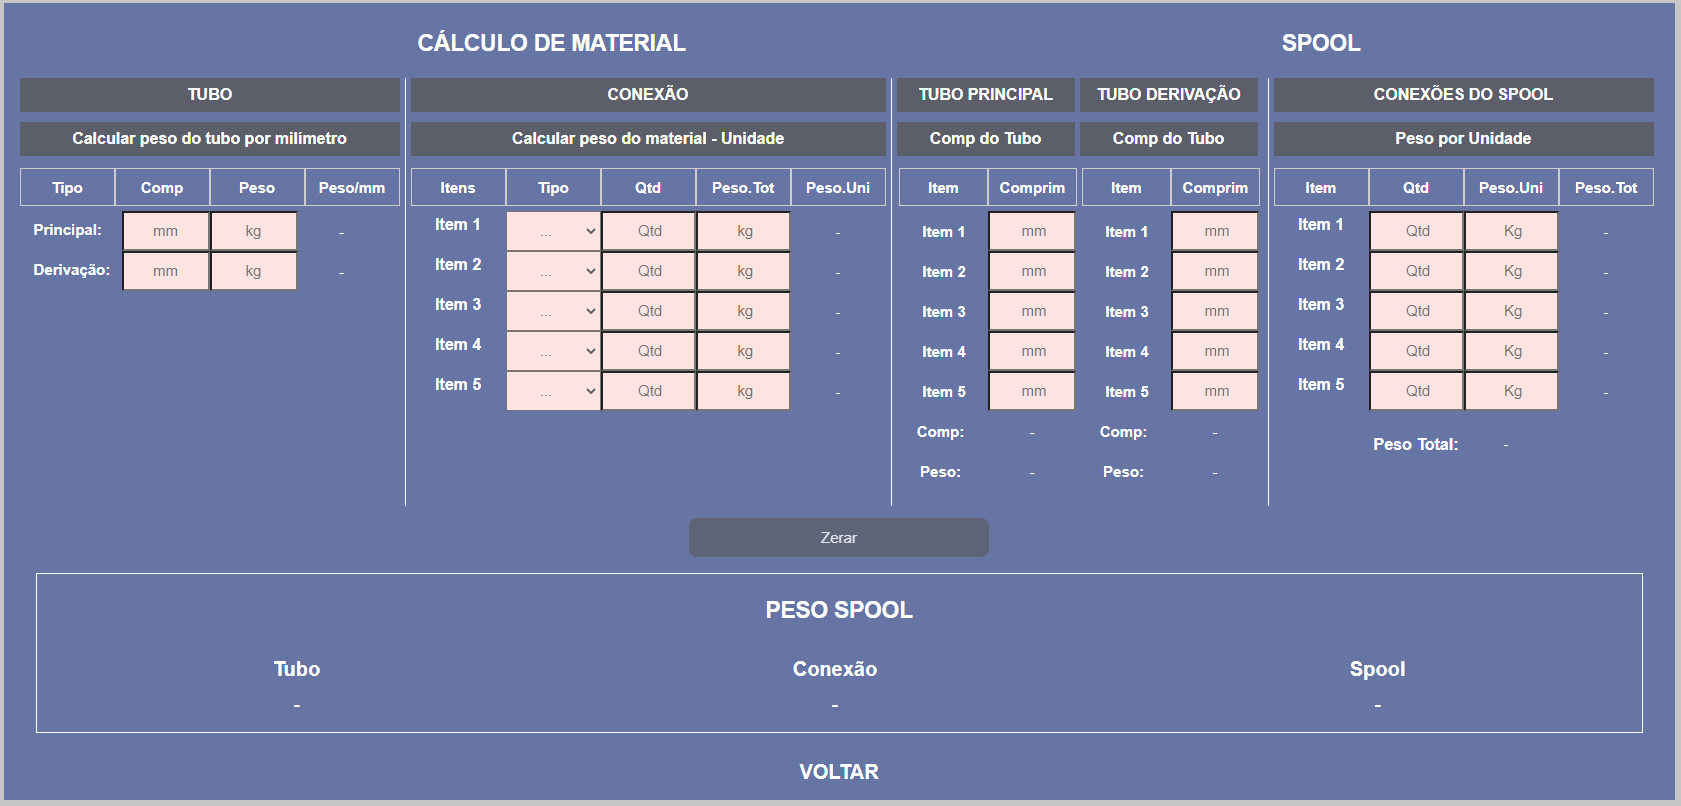 CÁLCULO DE MATERIAL SPOOL
TUBO CONEXÃO TUBO PRINCIPAL TUBO DERIVAÇÃO CONEXÕES DO SPOOL
Calcular peso do tubo por milímetro Calcular peso do material - Unidade Comp do Tubo Comp do Tubo Peso por Unidade
Tipo Comp Peso Peso/mm Itens Tipo Qtd Peso.Tot Peso.Uni Item Comprim Item Comprim Item Qtd Peso.Uni Peso.Tot
Principal: mm kg - Item 1 ... Qtd kg - Item 1 mm Item 1 mm Item 1 Qtd Kg -
Derivação: mm kg - Item 2 ... Qtd kg - Item 2 mm Item 2 mm Item 2 Qtd Kg -
Item 3 ... Qtd kg - Item 3 mm Item 3 mm Item 3 Qtd Kg -
Item 4 ... Qtd kg - Item 4 mm Item 4 mm Item 4 Qtd Kg -
Item 5 ... Qtd kg - Item 5 mm Item 5 mm Item 5 Qtd Kg -
Comp: - Comp: - Peso Total: -
Peso: - Peso: -
Zerar
PESO SPOOL
Tubo Conexão Spool
- - -
VOLTAR